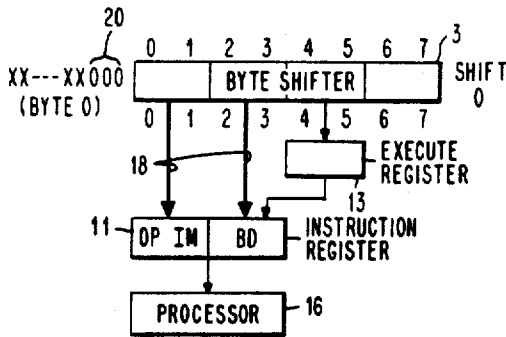 20
0 1 2 3 4 5 6 7 3
XX---XX000 BYTE SHIFTER SHIFT
(BYTE 0) 0
0 1 2 3 4 5 6 7
18 EXECUTE
REGISTER
13
11 OP IM BD INSTRUCTION
REGISTER
PROCESSOR 16